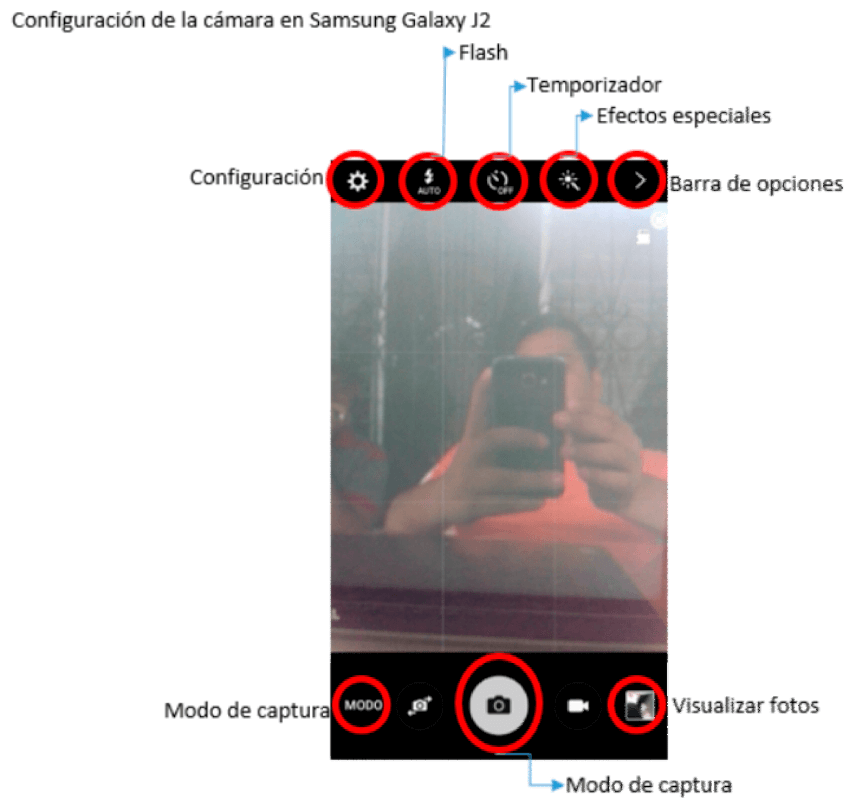 Configuración de la cámara en Samsung Galaxy J2
Flash
Temporizador
Efectos especiales
Configuración
AUTO
OFF
Barra de opciones
Modo de captura
MODO
Visualizar fotos
Modo de captura